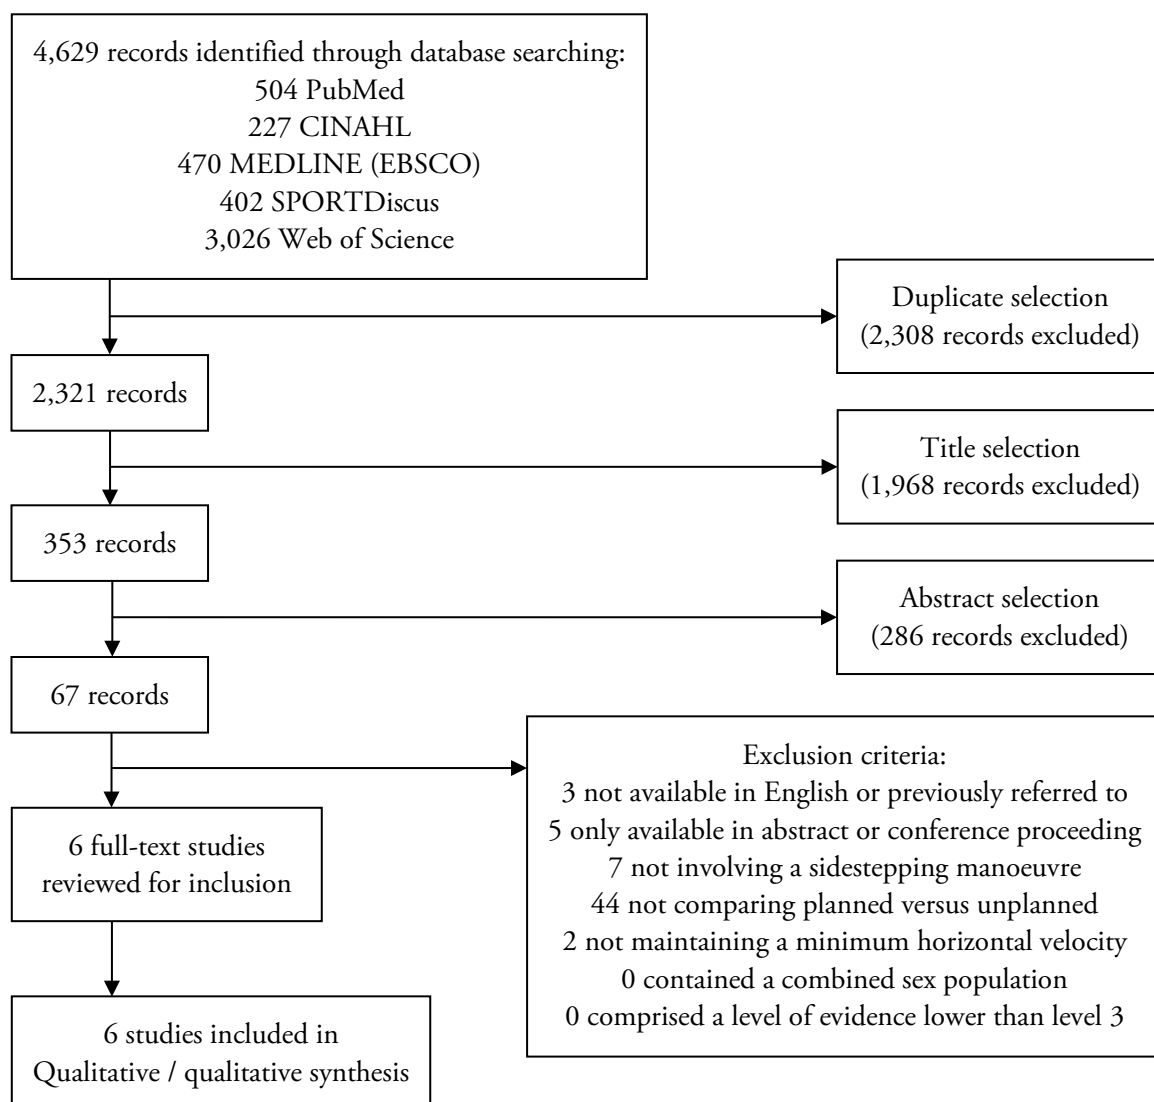 4,629 records identified through database searching:
504 PubMed
227 CINAHL
470 MEDLINE (EBSCO)
402 SPORTDiscus
3,026 Web of Science
Duplicate selection
(2,308 records excluded)
2,321 records
Title selection
(1,968 records excluded)
353 records
Abstract selection
(286 records excluded)
67 records
Exclusion criteria:
3 not available in English or previously referred to
5 only available in abstract or conference proceeding
7 not involving a sidestepping manoeuvre
44 not comparing planned versus unplanned
2 not maintaining a minimum horizontal velocity
0 contained a combined sex population
0 comprised a level of evidence lower than level 3
6 full-text studies
reviewed for inclusion
6 studies included in
Qualitative / qualitative synthesis